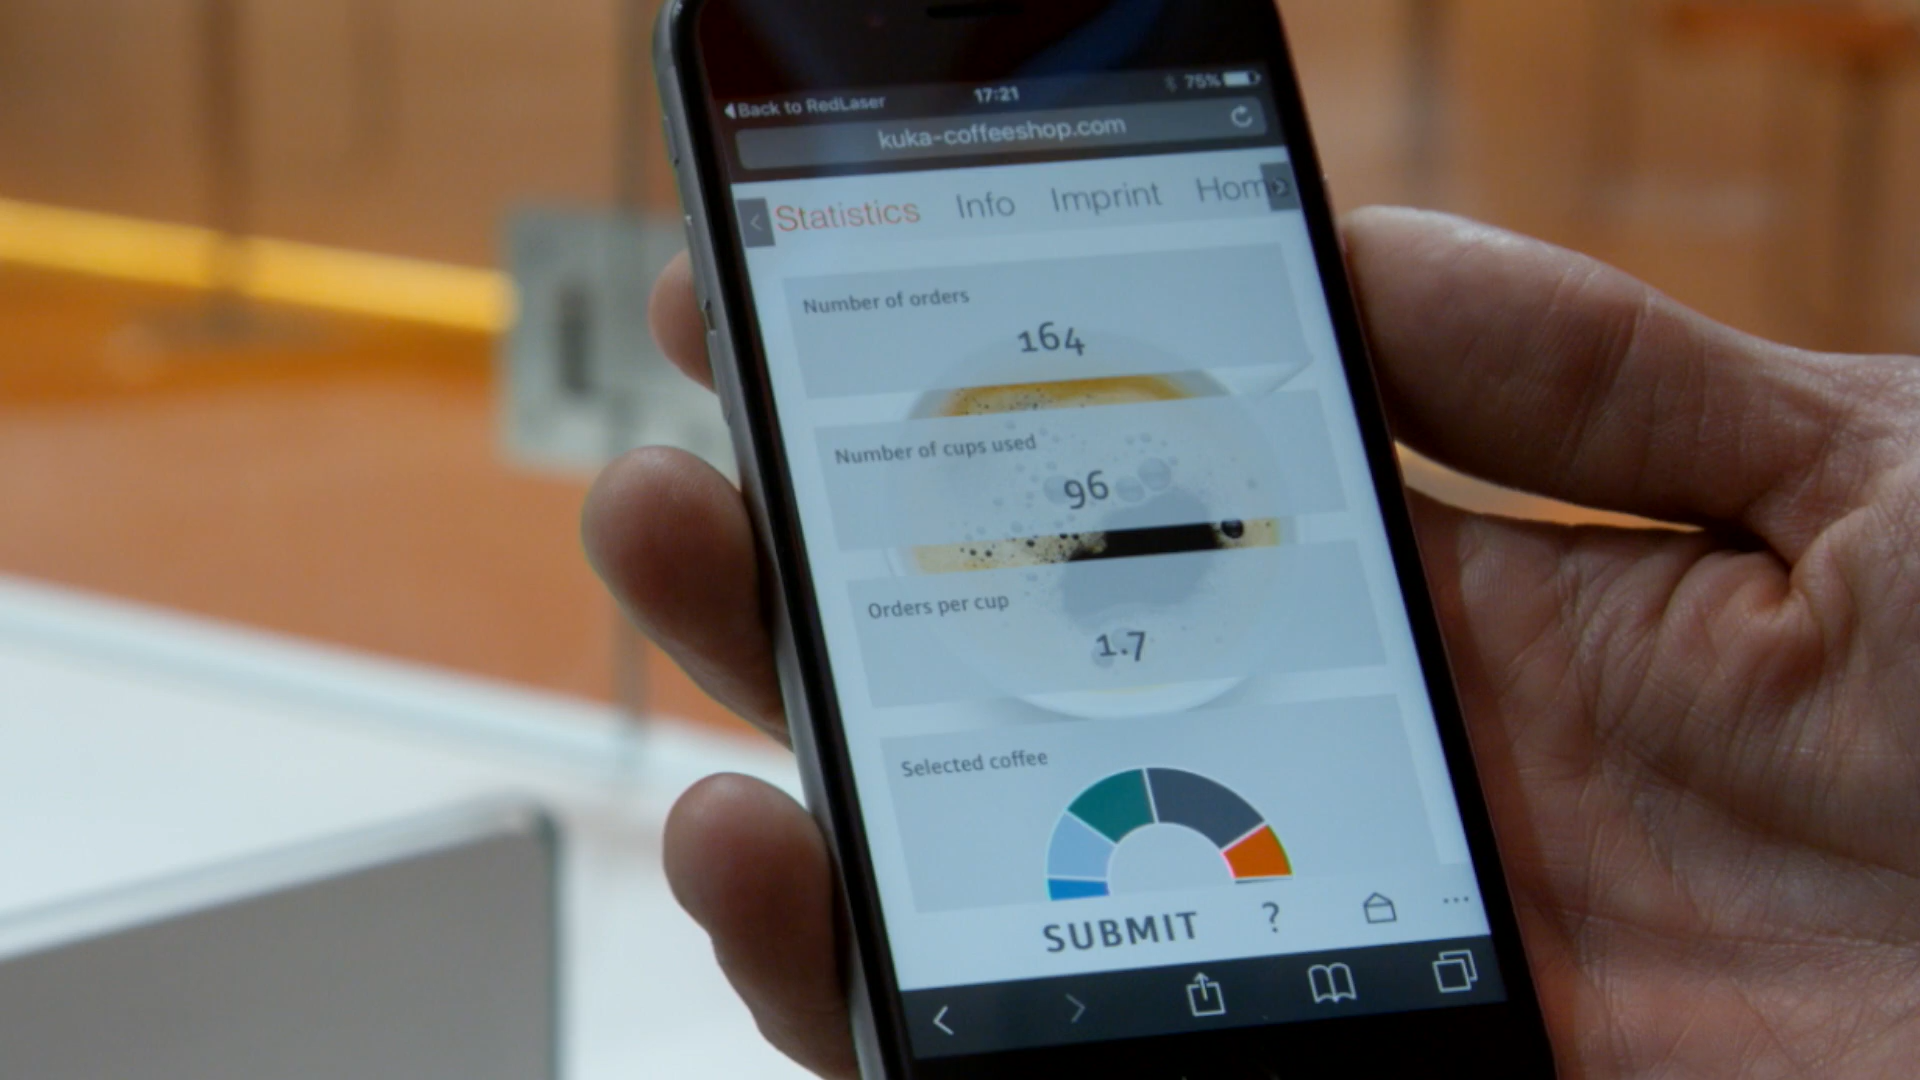 Back to RedLaser 17:21 75%
kuka-coffeeshop.com
Statistics Info Imprint Hom
Number of orders
164
Number of cups used
96
Orders per cup
1.7
Selected coffee
SUBMIT ? ...